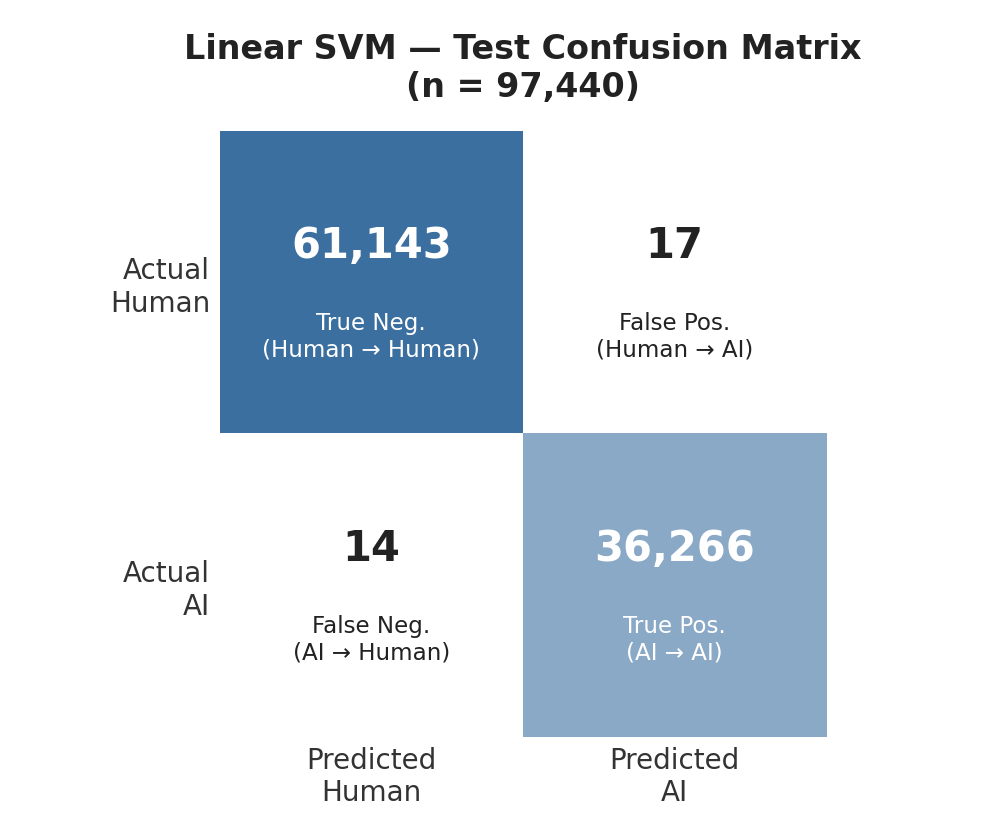 Linear SVM — Test Confusion Matrix
(n = 97,440)
Actual
Human
61,143
True Neg.
(Human → Human)
17
False Pos.
(Human → AI)
Actual
AI
14
False Neg.
(AI → Human)
36,266
True Pos.
(AI → AI)
Predicted
Human
Predicted
AI